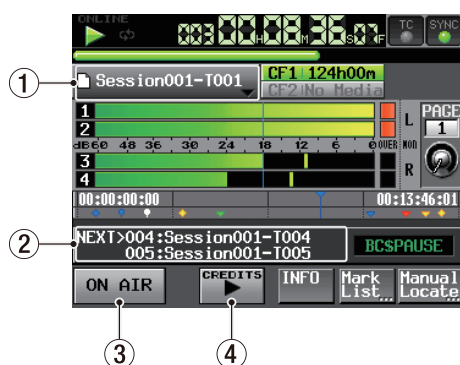 ONLINE
003 00H 08M 36S 07F TC SYNC
Session001-T001
CF1 124h00m
CF2 No Media
1
2
dB60 48 36 30 24 18 12 6 0 OVER
3
4
L
MON
R
PAGE
1
00:00:00:00 00:13:46:01
NEXT>004:Session001-T004
005:Session001-T005
BC$PAUSE
ON AIR
CREDITS
INFO
Mark List...
Manual Locate...
1
2
3
4